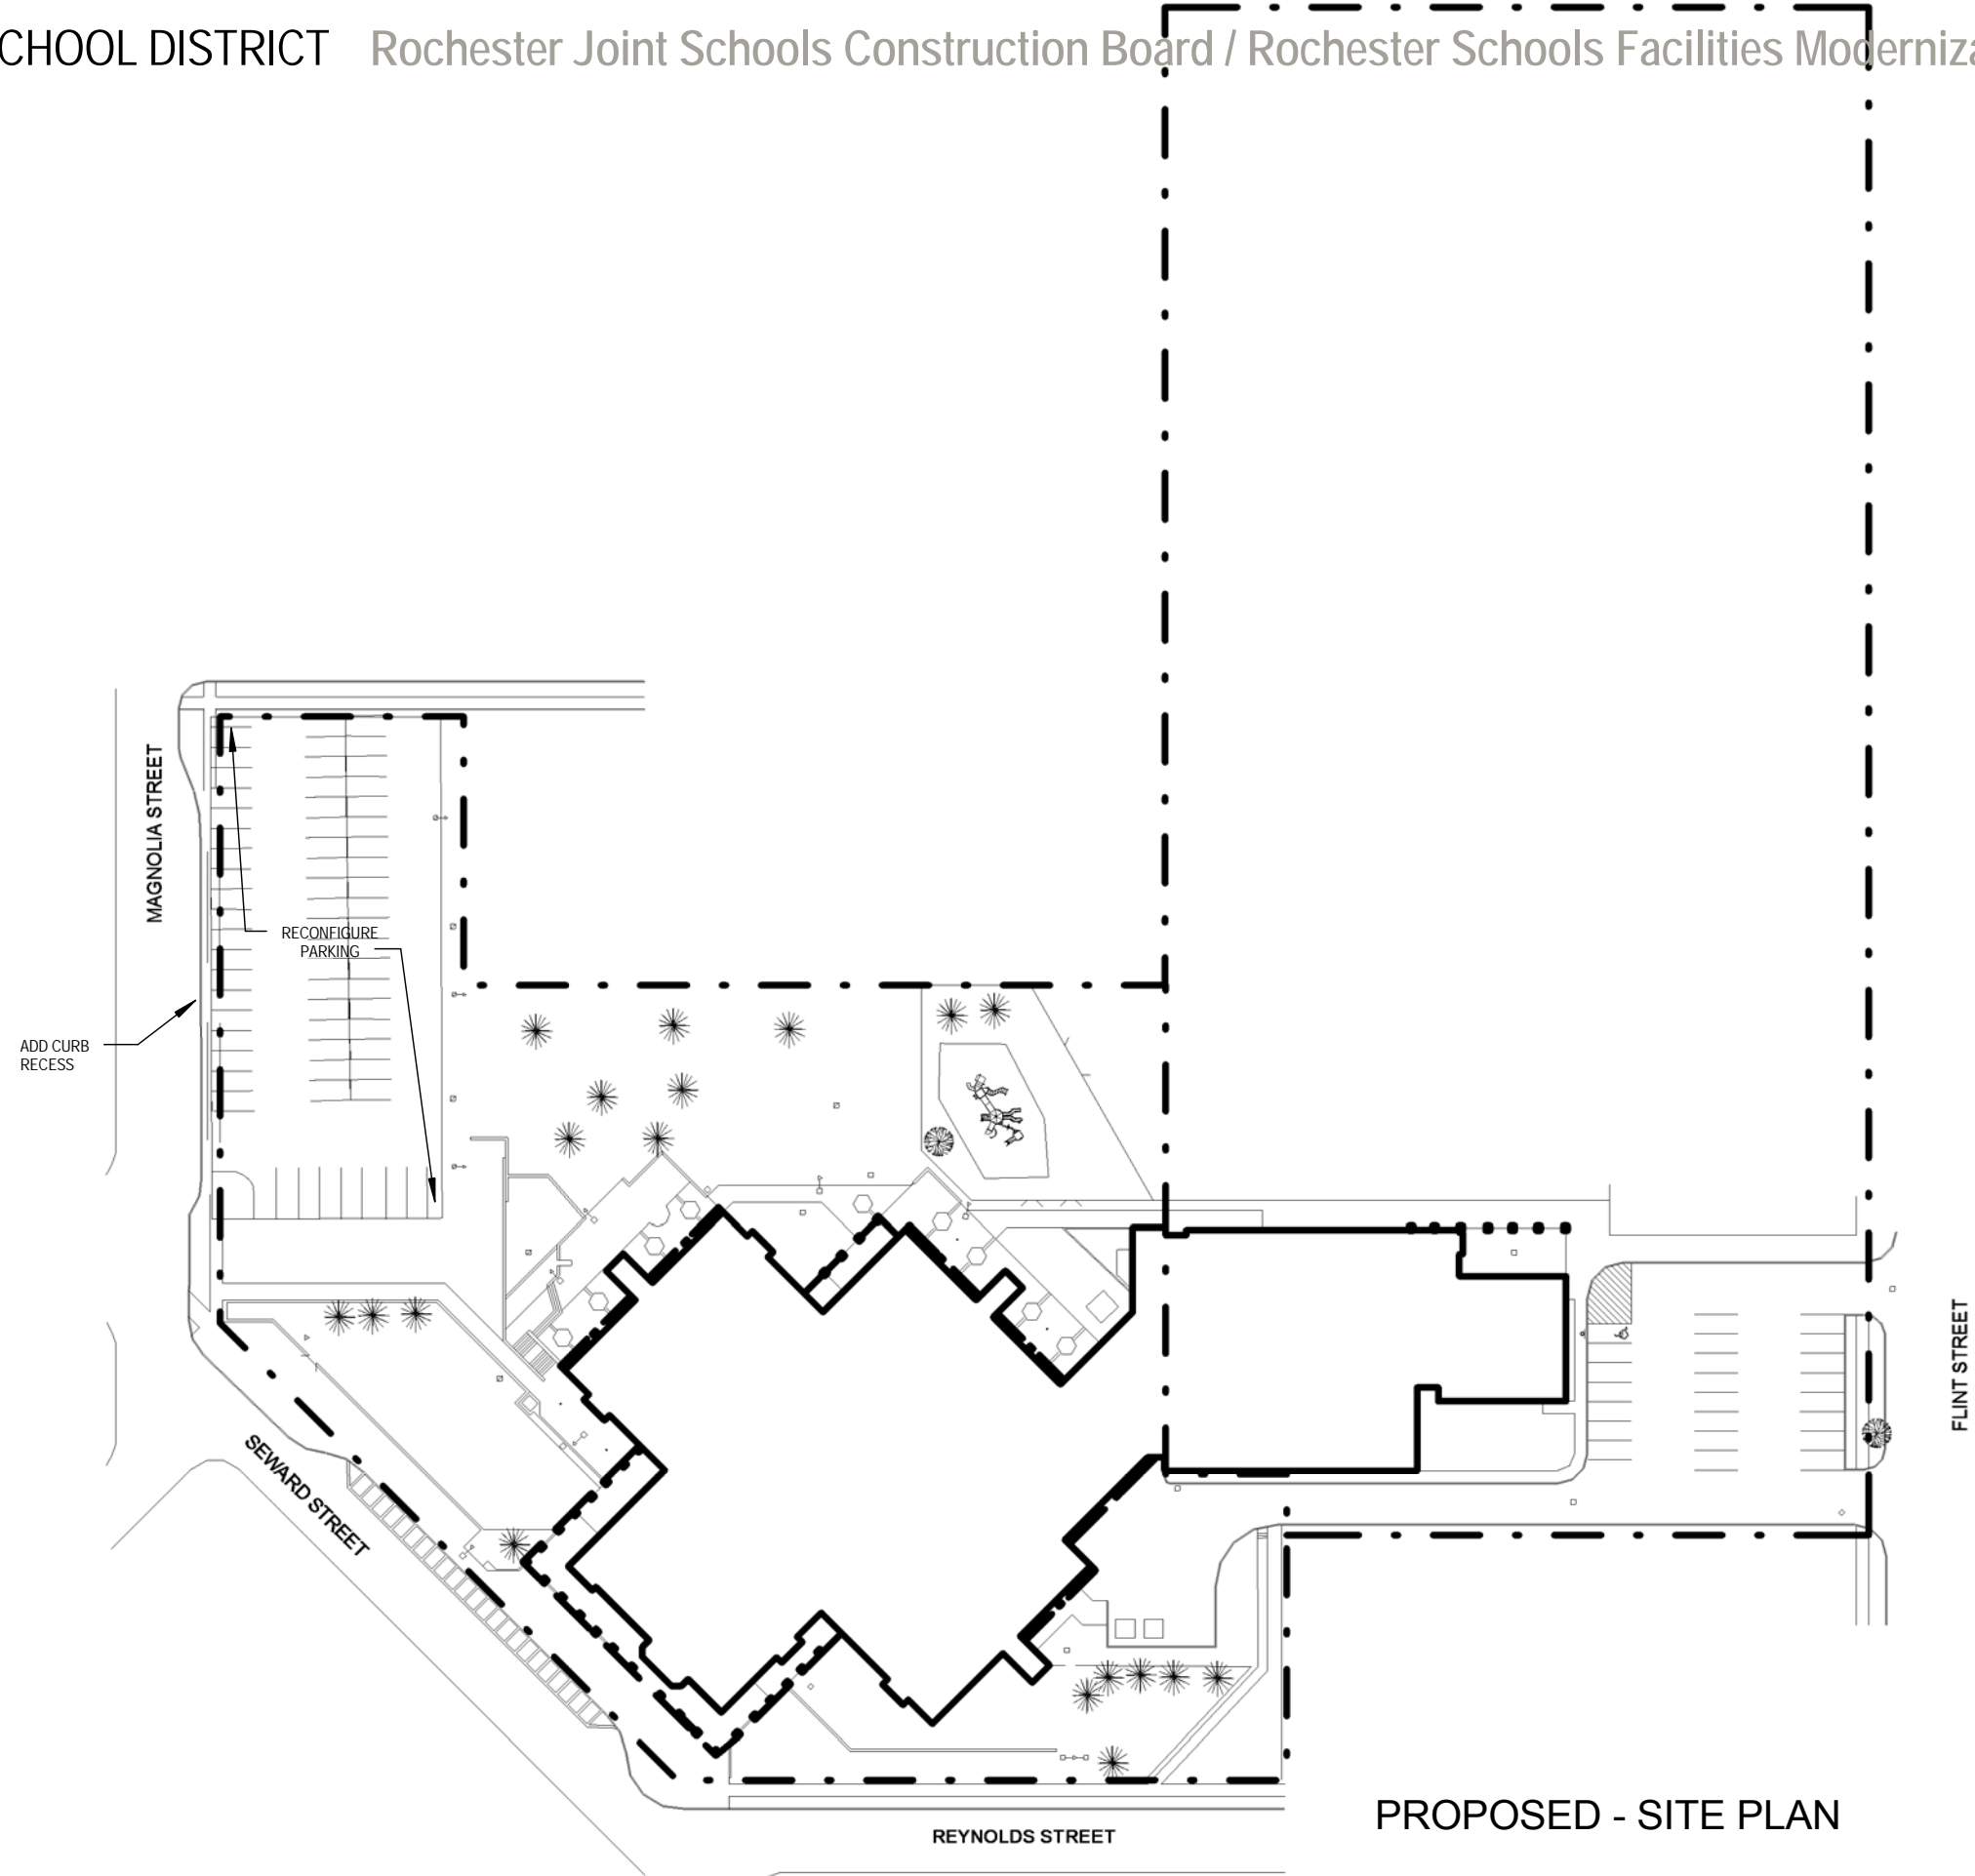 CHOOL DISTRICT Rochester Joint Schools Construction Board / Rochester Schools Facilities Moderniza
MAGNOLIA STREET
RECONFIGURE
PARKING
ADD CURB
RECESS
SEWARD STREET
FLINT STREET
REYNOLDS STREET
PROPOSED - SITE PLAN